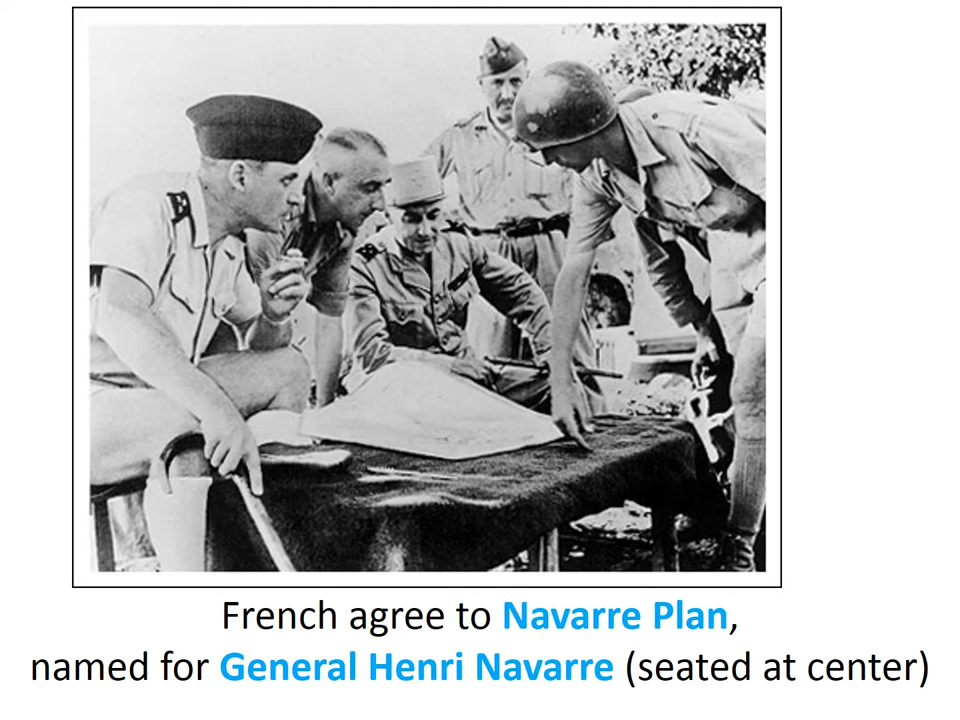 French agree to Navarre Plan,
named for General Henri Navarre (seated at center)